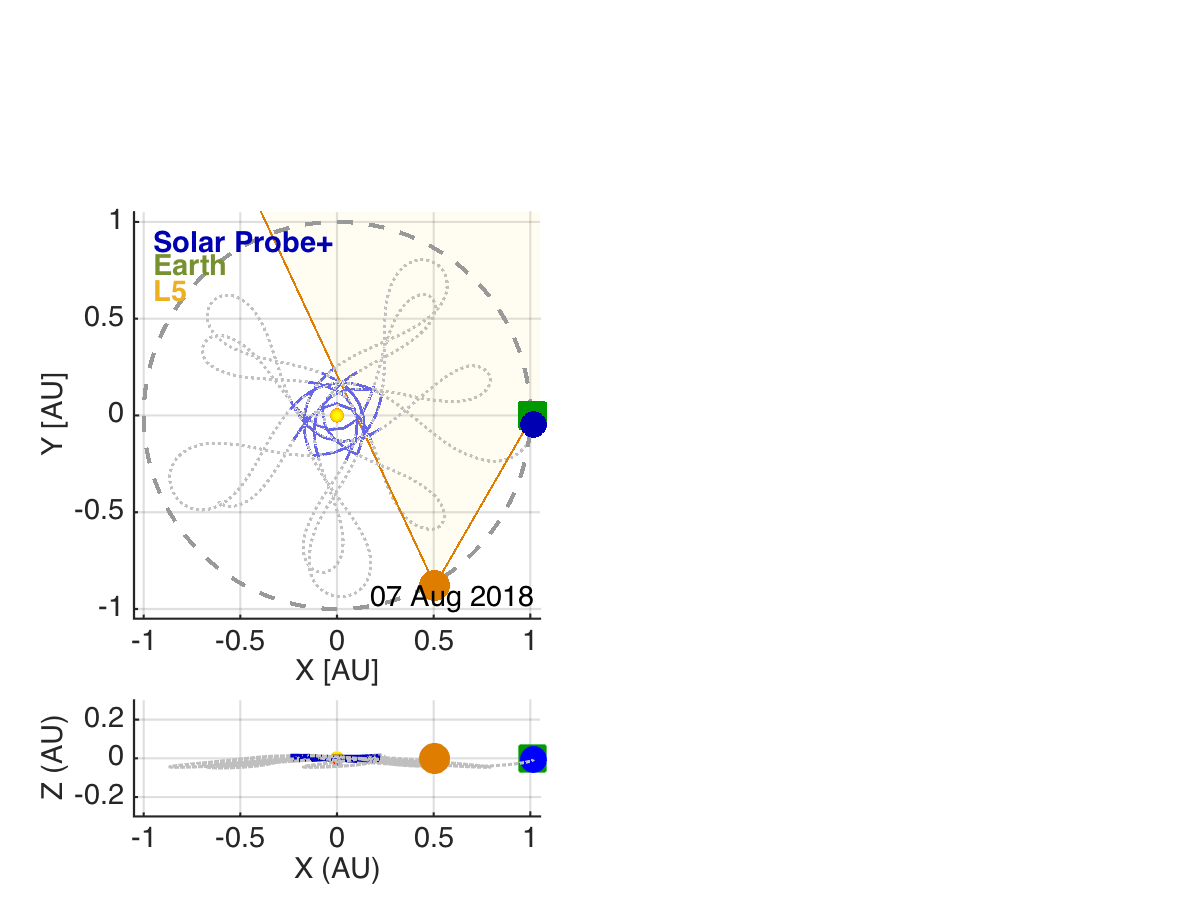 1
Solar Probe+
Earth
L5
0.5
0
Y [AU]
-0.5
07 Aug 2018
-1
-1 -0.5 0 0.5 1
X [AU]
0.2
0
Z (AU)
-0.2
-1 -0.5 0 0.5 1
X (AU)